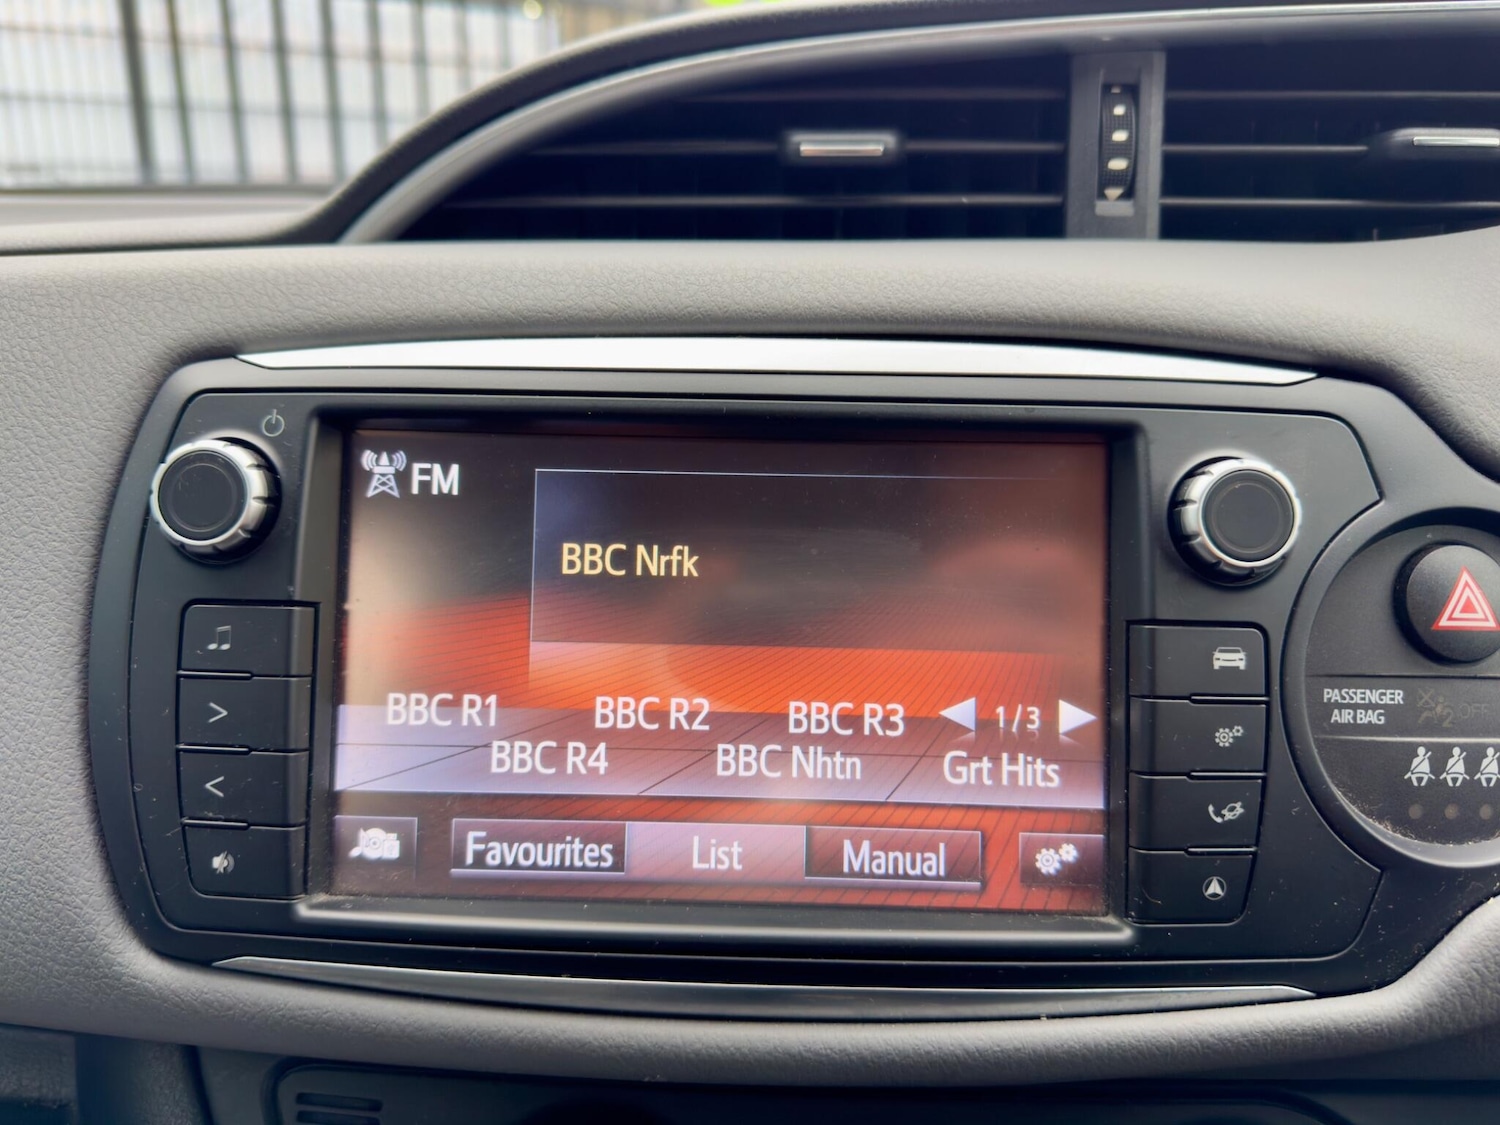 FM
BBC Nrfk
BBC R1 BBC R2 BBC R3 1/3
BBC R4 BBC Nhtn Grt Hits
Favourites List Manual
PASSENGER
AIR BAG
2 OFF